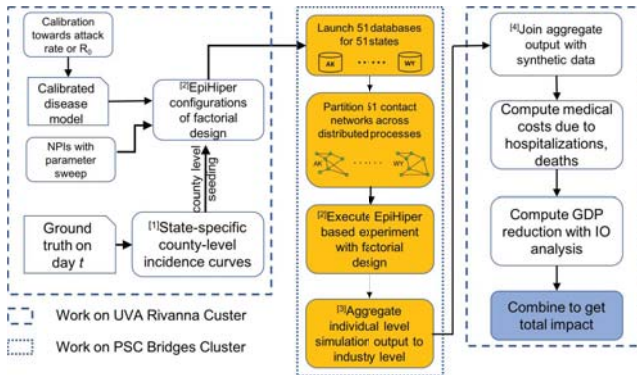 Calibration
towards attack
rate or R0
Calibrated
disease
model
NPIs with
parameter
sweep
Ground
truth on
day t
[2]EpiHiper
configurations
of factorial
design
county level
seeding
[1]State-specific
county-level
incidence curves
Launch 51 databases
for 51 states
AK
WY
Partition 51 contact
networks across
distributed processes
AK
WY
[2]Execute EpiHiper
based experiment
with factorial
design
[3]Aggregate
individual level
simulation output to
industry level
[4]Join aggregate
output with
synthetic data
Compute medical
costs due to
hospitalizations,
deaths
Compute GDP
reduction with IO
analysis
Combine to get
total impact
Work on UVA Rivanna Custer
Work on PSC Bridges Cluster